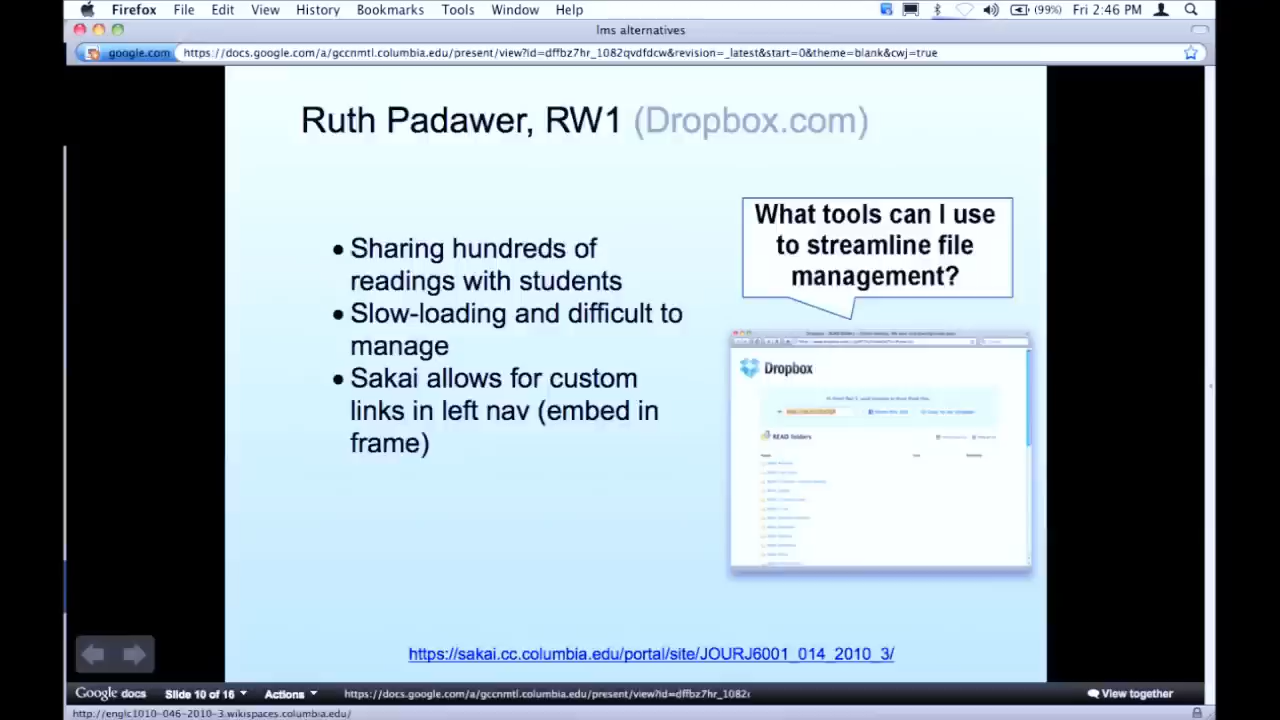 Firefox File Edit View History Bookmarks Tools Window Help (99%) Fri 2:46 PM
lms alternatives
google.com https://docs.google.com/a/gccnmtl.columbia.edu/present/view?id=dffbz7hr_1082qvdfdcw&revision=_latest&start=0&theme=blank&cwj=true
Ruth Padawer, RW1 (Dropbox.com)
What tools can I use
to streamline file
management?
•Sharing hundreds of
readings with students
•Slow-loading and difficult to
manage
•Sakai allows for custom
links in left nav (embed in
frame)
Dropbox
READ folders
https://sakai.cc.columbia.edu/portal/site/JOURJ6001_014_2010_3/
Google docs Slide 10 of 16 Actions https://docs.google.com/a/gccnmtl.columbia.edu/present/view?id=dffbz7hr_1082c View together
http://englc1010-046-2010-3.wikispaces.columbia.edu/